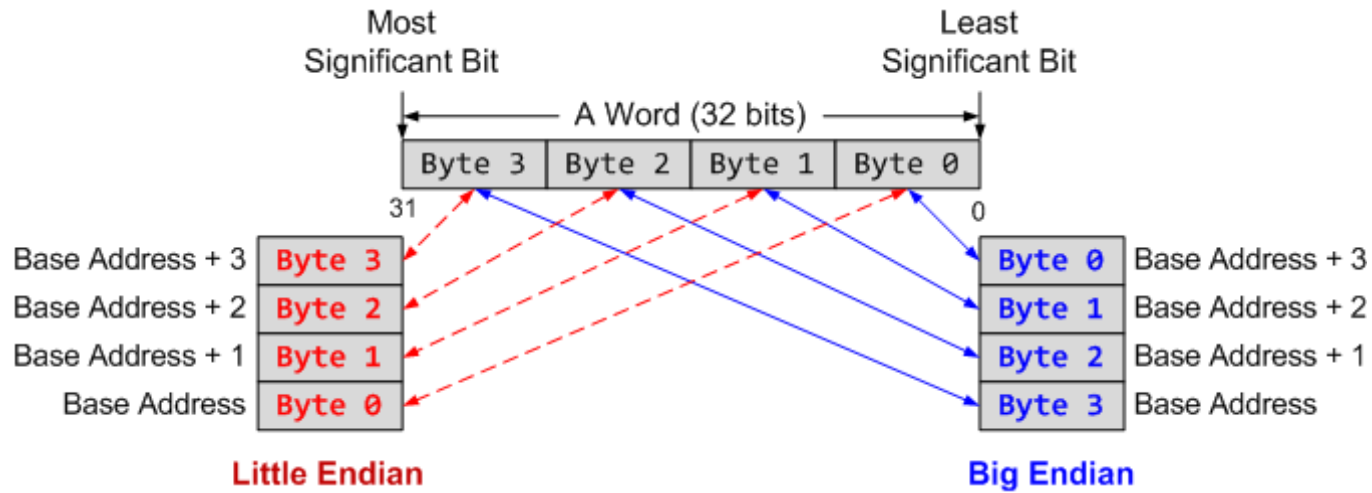 Most
Significant Bit
Least
Significant Bit
A Word (32 bits)
Byte 3 Byte 2 Byte 1 Byte 0
31 0
Base Address + 3 Byte 3
Base Address + 2 Byte 2
Base Address + 1 Byte 1
Base Address Byte 0
Little Endian
Byte 0 Base Address + 3
Byte 1 Base Address + 2
Byte 2 Base Address + 1
Byte 3 Base Address
Big Endian